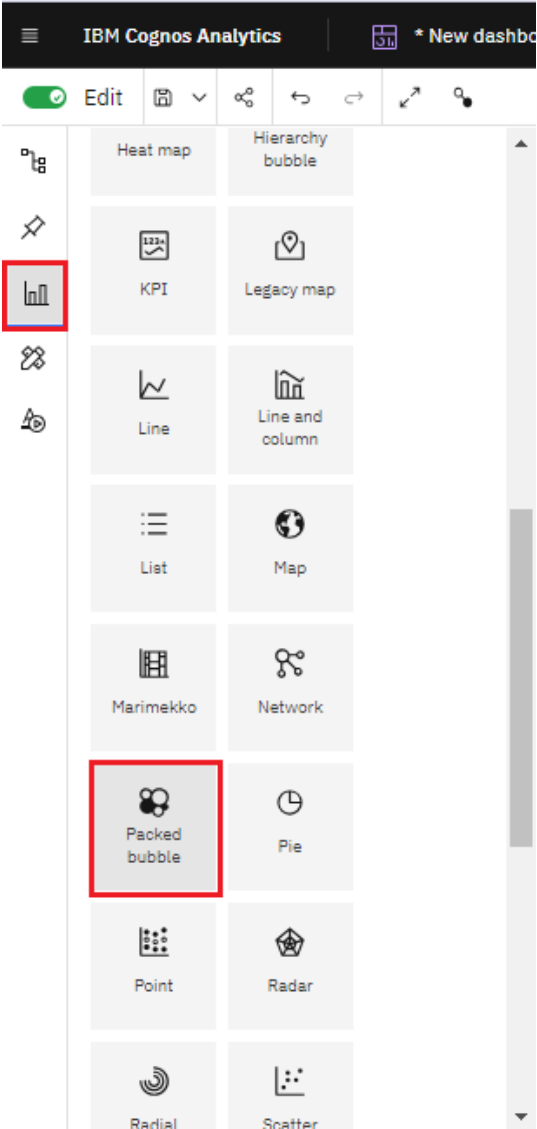 IBM Cognos Analytics
* New dashbo
Edit
Heat map
Hierarchy
bubble
KPI
Legacy map
Line
Line and
column
List
Map
Marimekko
Network
Packed
bubble
Pie
Point
Radar
Radial
Scatter